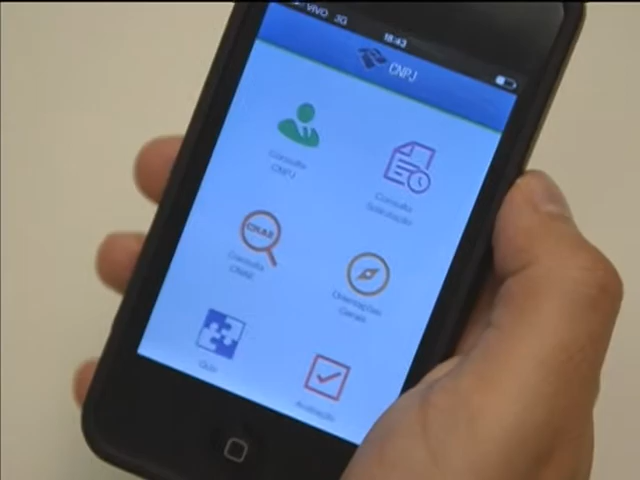 VIVO 3G
18:43
CNPJ
Consulta
CNPJ
Consulta
Solicitação
CNAE
Consulta
CNAE
Orientações
Gerais
Quiz
Avaliação